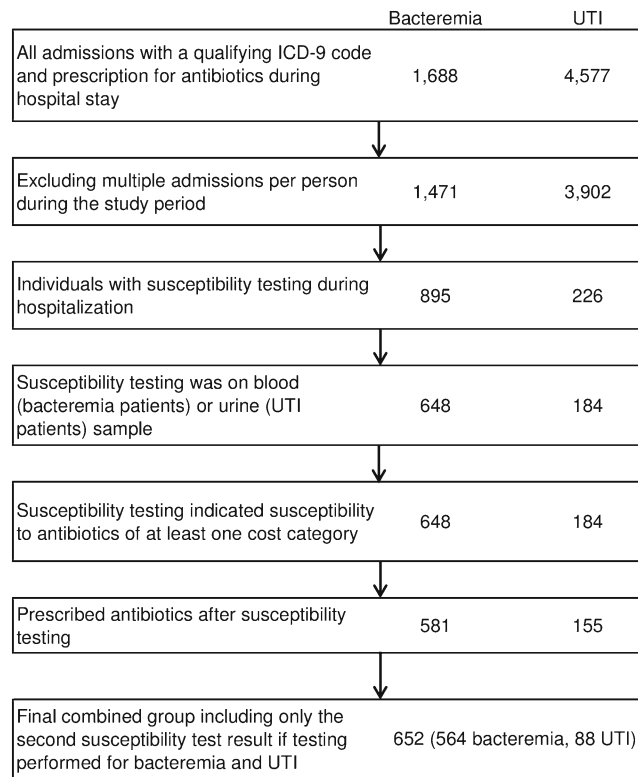 Bacteremia UTI
All admissions with a qualifying ICD-9 code
and prescription for antibiotics during
hospital stay
1,688 4,577
Excluding multiple admissions per person
during the study period
1,471 3,902
Individuals with susceptibility testing during
hospitalization
895 226
Susceptibility testing was on blood
(bacteremia patients) or urine (UTI
patients) sample
648 184
Susceptibility testing indicated susceptibility
to antibiotics of at least one cost category
648 184
Prescribed antibiotics after susceptibility
testing
581 155
Final combined group including only the
second susceptibility test result if testing
performed for bacteremia and UTI
652 (564 bacteremia, 88 UTI)